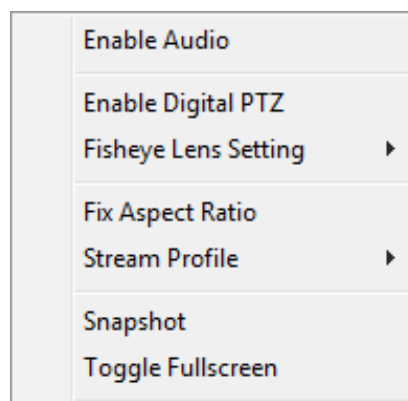 Enable Audio
Enable Digital PTZ
Fisheye Lens Setting
Fix Aspect Ratio
Stream Profile
Snapshot
Toggle Fullscreen